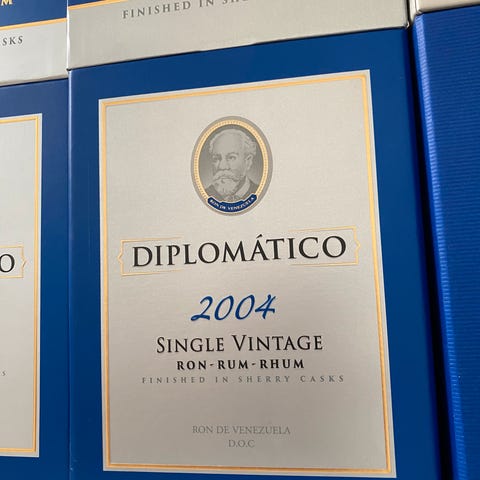 M
FINISHED IN SHERRY CASKS
SKS
RON DE VENEZUELA
DIPLOMÁTICO
O
2004
SINGLE VINTAGE
RON-RUM-RHUM
FINISHED IN SHERRY CASKS
S
RON DE VENEZUELA
D.O.C